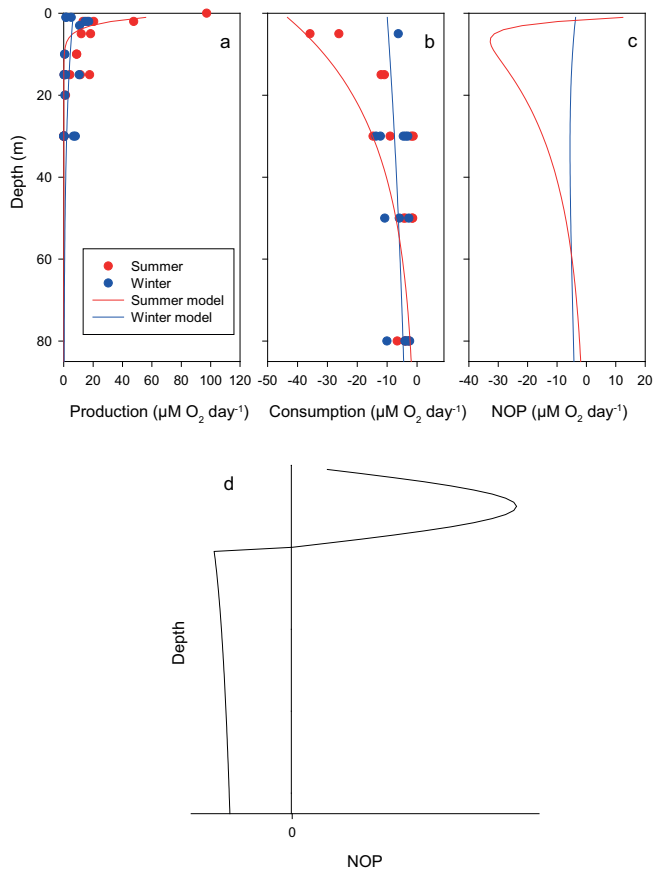 a
b
c
0
20
40
60
80
Depth (m)
Summer
Winter
Summer model
Winter model
0 20 40 60 80 100 120
-50 -40 -30 -20 -10 0
-40 -30 -20 -10 0 10 20
Production (µM O₂ day⁻¹)
Consumption (µM O₂ day⁻¹)
NOP (µM O₂ day⁻¹)
d
Depth
0
NOP